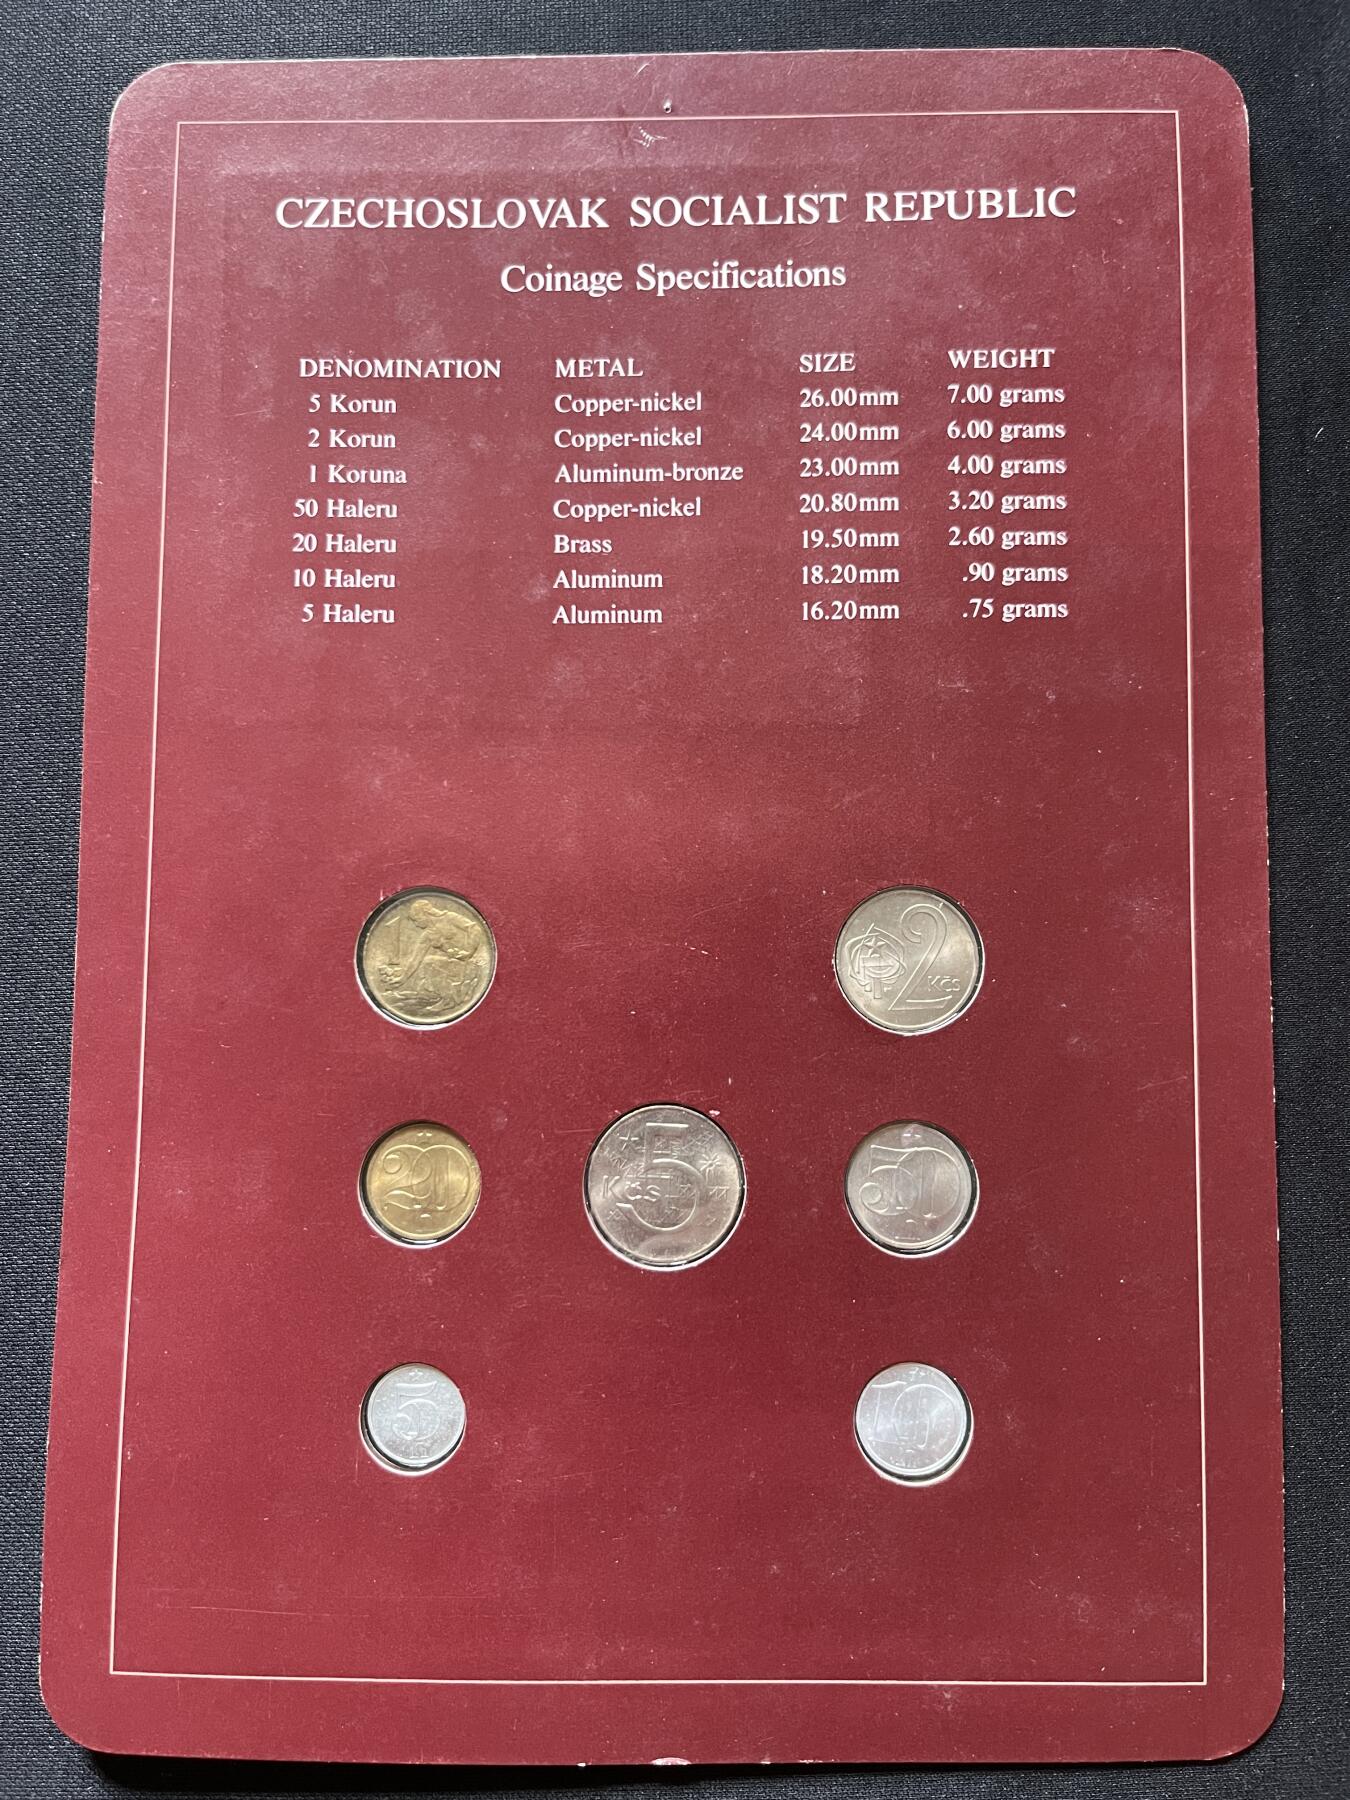 CZECHOSLOVAK SOCIALIST REPUBLIC
Coinage Specifications
DENOMINATION METAL SIZE WEIGHT
5 Korun Copper-nickel 26.00mm 7.00 grams
2 Korun Copper-nickel 24.00mm 6.00 grams
1 Koruna Aluminum-bronze 23.00mm 4.00 grams
50 Haleru Copper-nickel 20.80mm 3.20 grams
20 Haleru Brass 19.50mm 2.60 grams
10 Haleru Aluminum 18.20mm .90 grams
5 Haleru Aluminum 16.20mm .75 grams
1
2 Kčs
20
5 Kčs
50
5
10